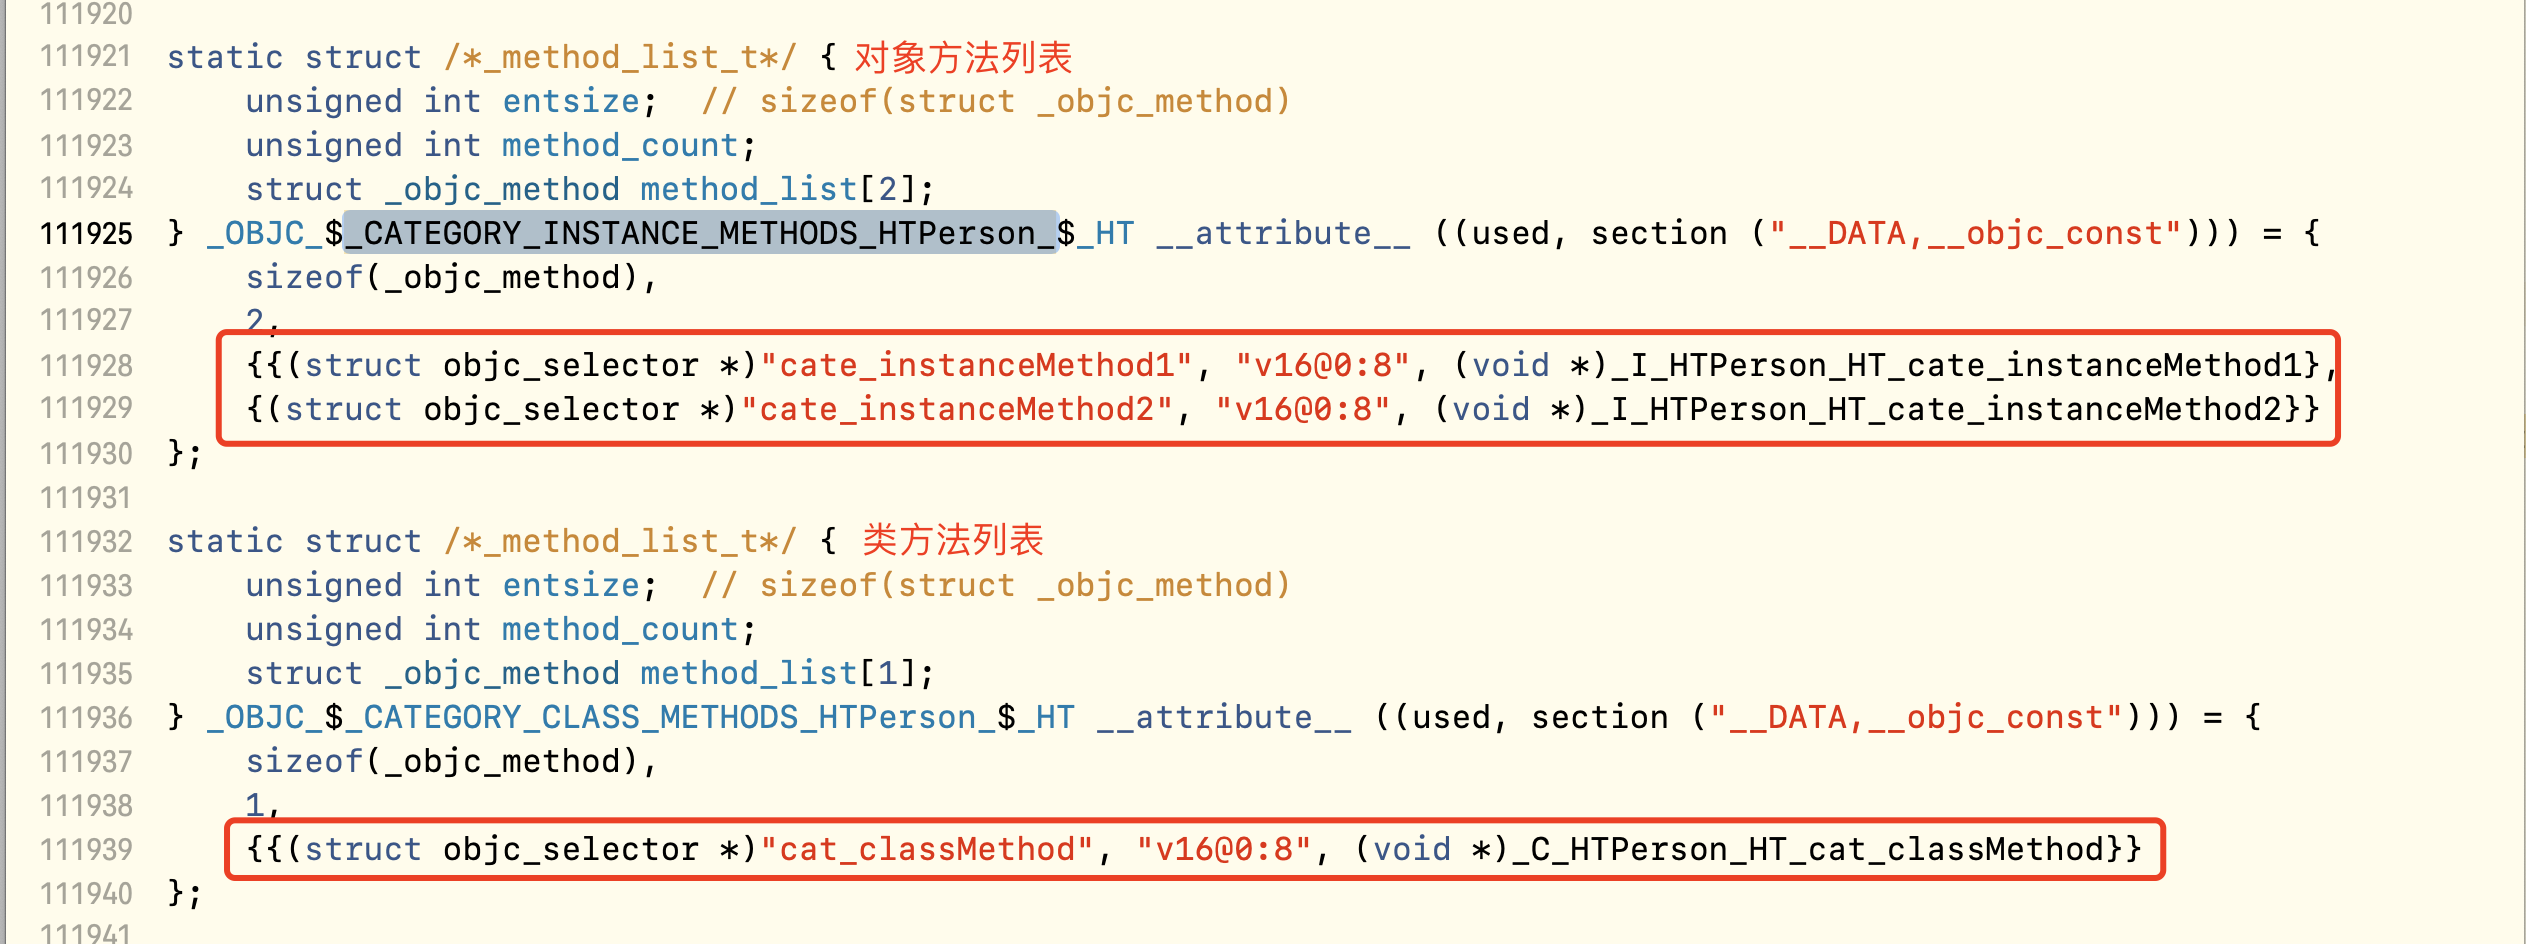 111920
111921 static struct /*_method_list_t*/ { 对象方法列表
111922 unsigned int entsize; // sizeof(struct _objc_method)
111923 unsigned int method_count;
111924 struct _objc_method method_list[2];
111925 } _OBJC_$_CATEGORY_INSTANCE_METHODS_HTPerson_$_HT __attribute__ ((used, section ("__DATA,__objc_const"))) = {
111926 sizeof(_objc_method),
111927 2,
111928 {{(struct objc_selector *)"cate_instanceMethod1", "v16@0:8", (void *)_I_HTPerson_HT_cate_instanceMethod1},
111929 {(struct objc_selector *)"cate_instanceMethod2", "v16@0:8", (void *)_I_HTPerson_HT_cate_instanceMethod2}}
111930 };
111931
111932 static struct /*_method_list_t*/ { 类方法列表
111933 unsigned int entsize; // sizeof(struct _objc_method)
111934 unsigned int method_count;
111935 struct _objc_method method_list[1];
111936 } _OBJC_$_CATEGORY_CLASS_METHODS_HTPerson_$_HT __attribute__ ((used, section ("__DATA,__objc_const"))) = {
111937 sizeof(_objc_method),
111938 1,
111939 {{(struct objc_selector *)"cat_classMethod", "v16@0:8", (void *)_C_HTPerson_HT_cat_classMethod}}
111940 };
111941